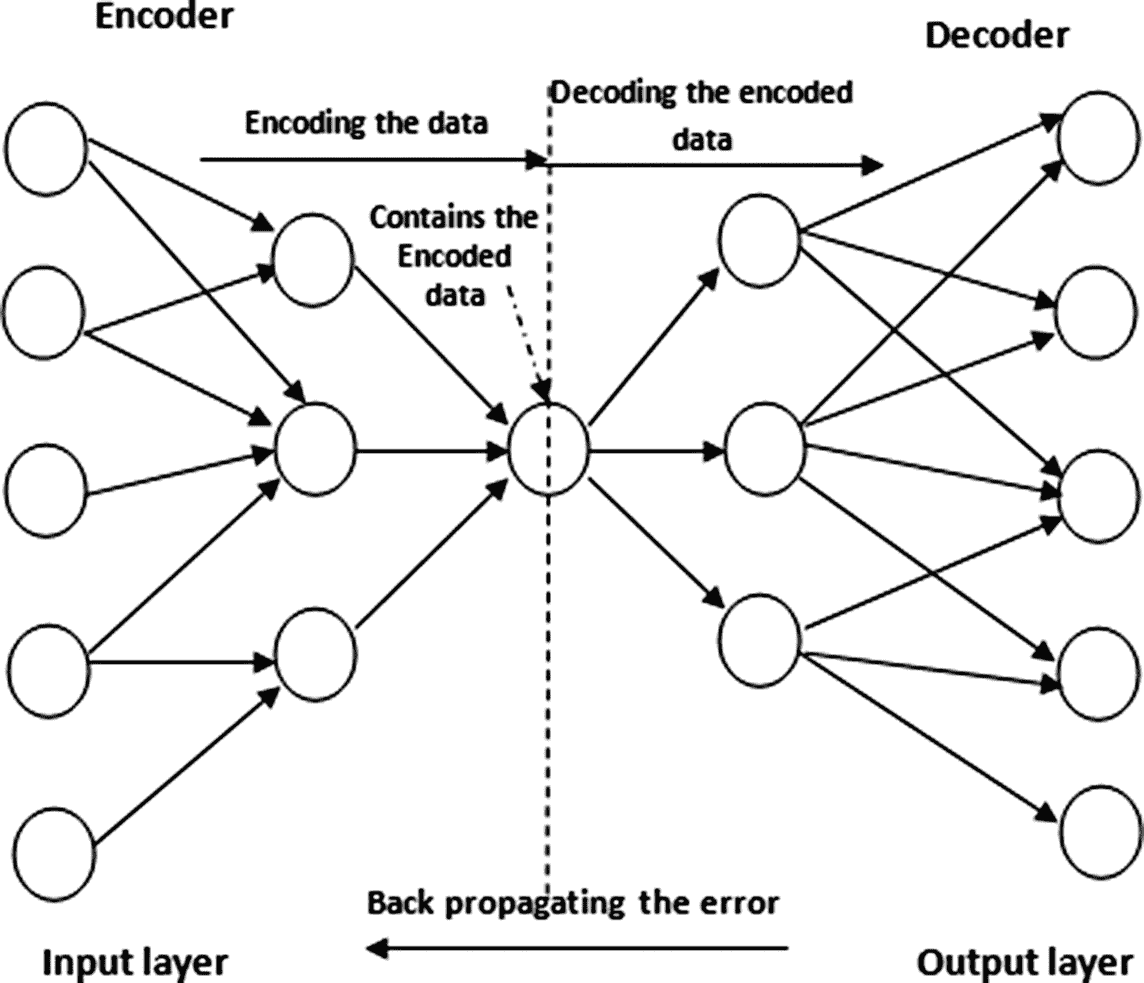 Encoder
Decoder
Encoding the data
Decoding the encoded
data
Contains the
Encoded
data
Back propagating the error
Input layer
Output layer